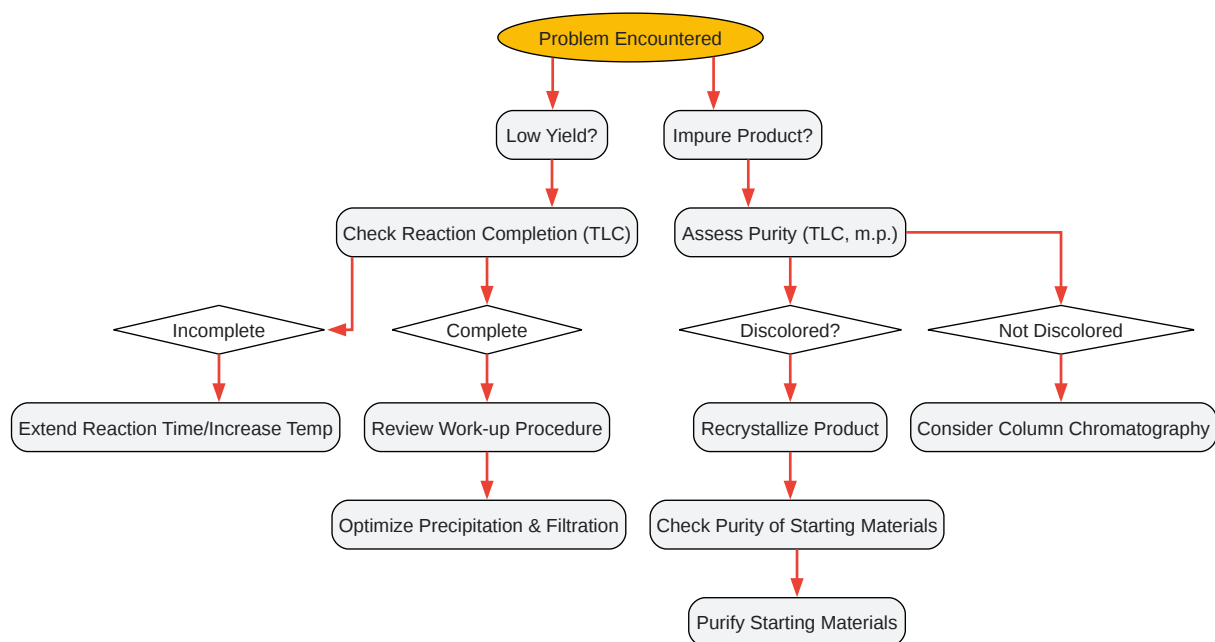 Problem Encountered
Low Yield?
Impure Product?
Check Reaction Completion (TLC)
Assess Purity (TLC, m.p.)
Incomplete
Complete
Discolored?
Not Discolored
Extend Reaction Time/Increase Temp
Review Work-up Procedure
Recrystallize Product
Consider Column Chromatography
Optimize Precipitation & Filtration
Check Purity of Starting Materials
Purify Starting Materials